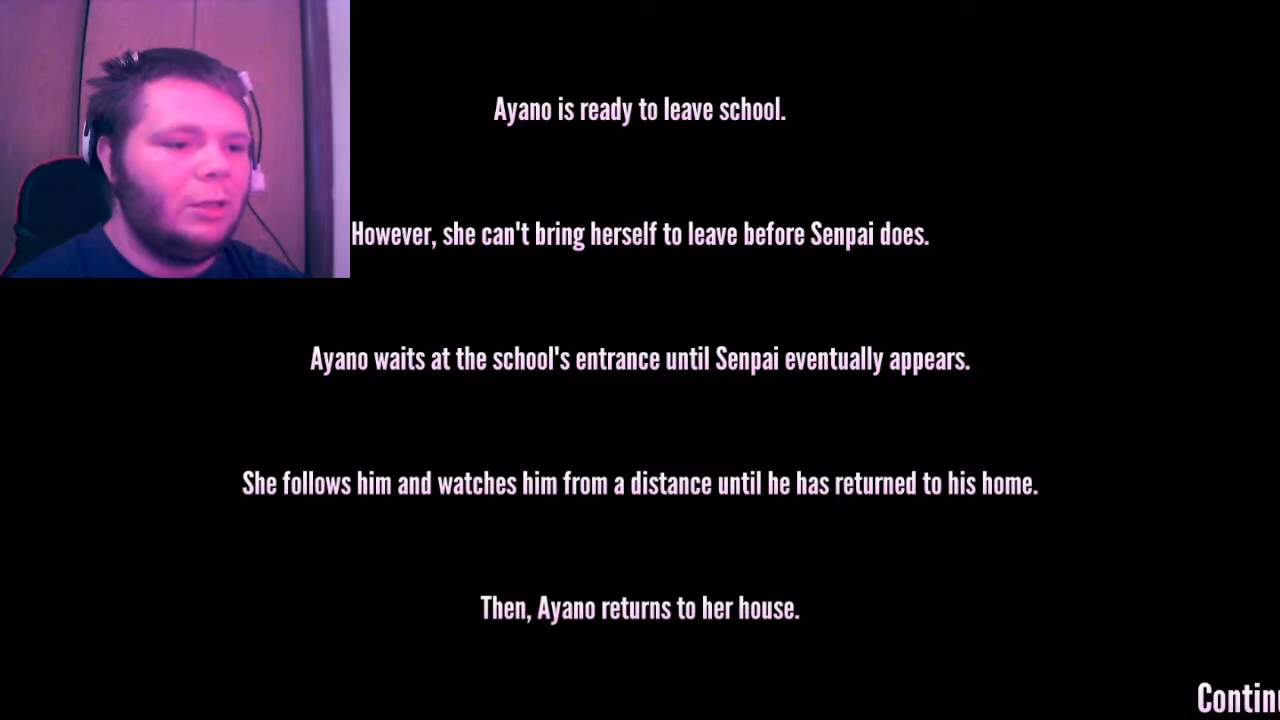 Ayano is ready to leave school.
However, she can't bring herself to leave before Senpai does.
Ayano waits at the school's entrance until Senpai eventually appears.
She follows him and watches him from a distance until he has returned to his home.
Then, Ayano returns to her house.
Contin